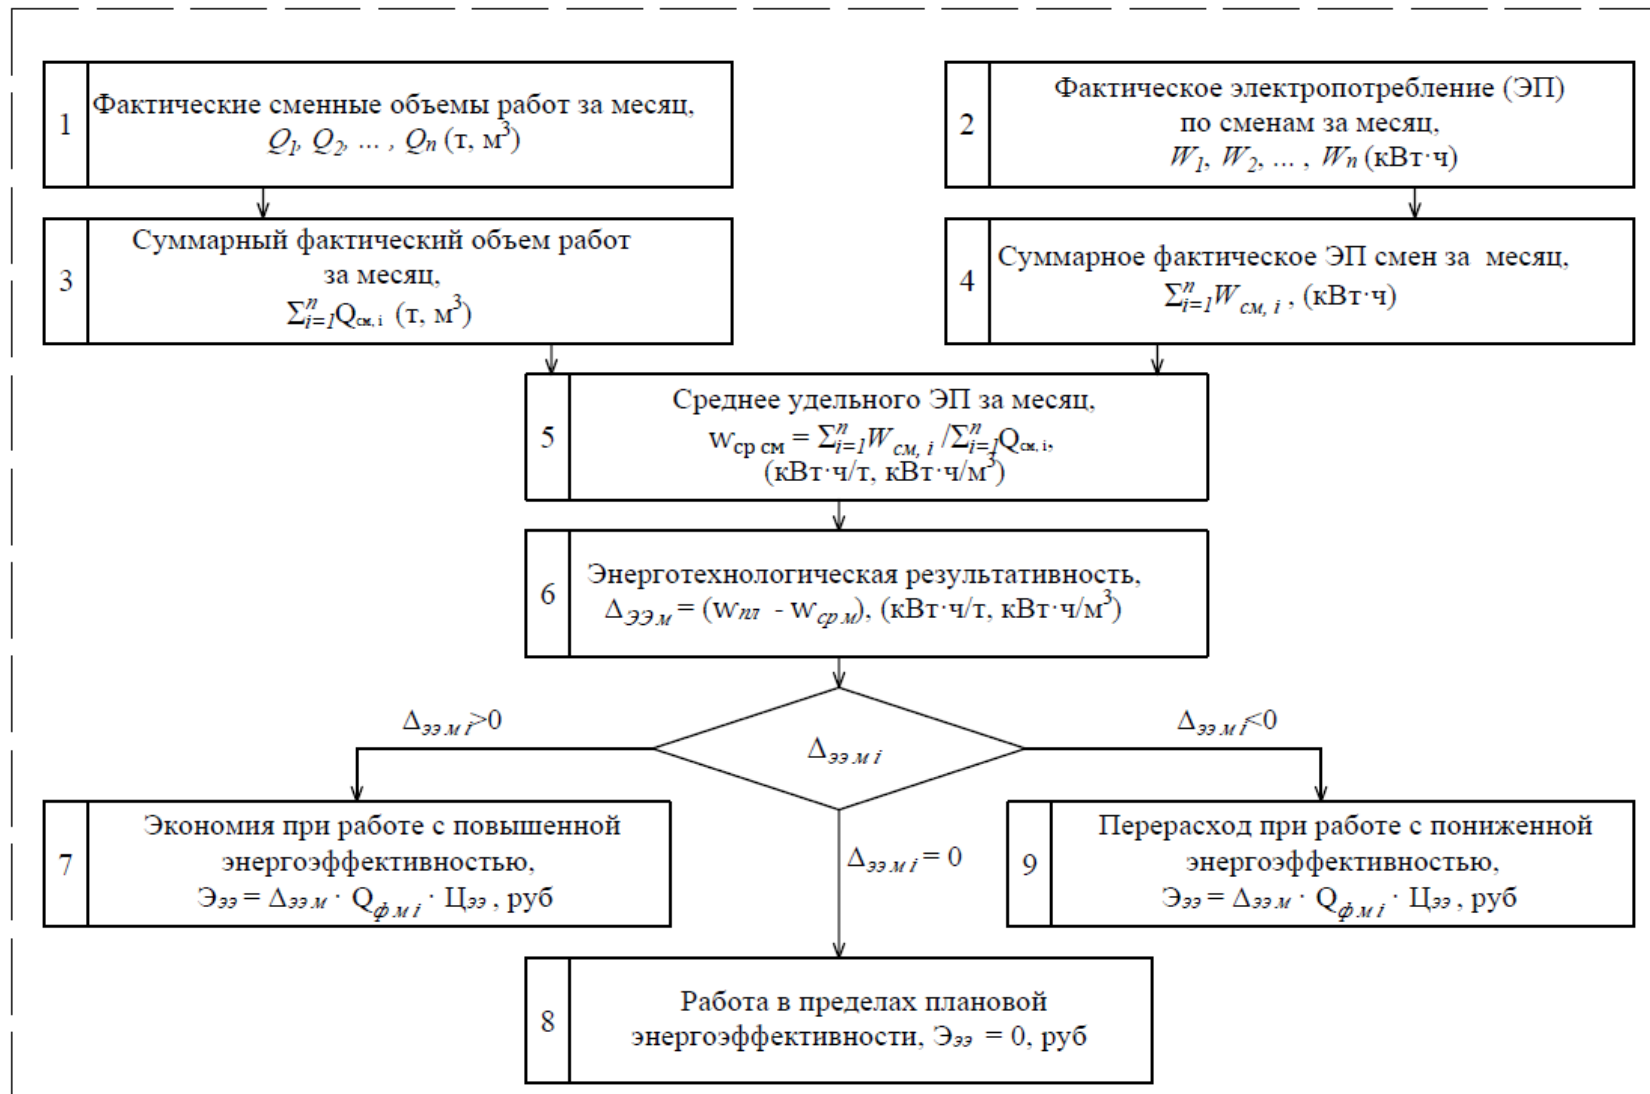 1
Фактические сменные объемы работ за месяц,
Q₁, Q₂, ... , Qₙ (т, м³)
2
Фактическое электропотребление (ЭП)
по сменам за месяц,
W₁, W₂, ... , Wₙ (кВт·ч)
3
Суммарный фактический объем работ
за месяц,
Σⁿᵢ₌₁Qсм, i (т, м³)
4
Суммарное фактическое ЭП смен за месяц,
Σⁿᵢ₌₁Wсм, i , (кВт·ч)
5
Среднее удельного ЭП за месяц,
wср см = Σⁿᵢ₌₁Wсм, i /Σⁿᵢ₌₁Qсм, i,
(кВт·ч/т, кВт·ч/м³)
6
Энерготехнологическая результативность,
ΔЭЭ м = (wпл - wср м), (кВт·ч/т, кВт·ч/м³)
Δээ м i>0
Δээ м i
Δээ м i<0
7
Экономия при работе с повышенной
энергоэффективностью,
Ээээ = Δээ м · Qф м i · Цээ , руб
Δээ м i = 0
9
Перерасход при работе с пониженной
энергоэффективностью,
Ээээ = Δээ м · Qф м i · Цээ , руб
8
Работа в пределах плановой
энергоэффективности, Ээээ = 0, руб